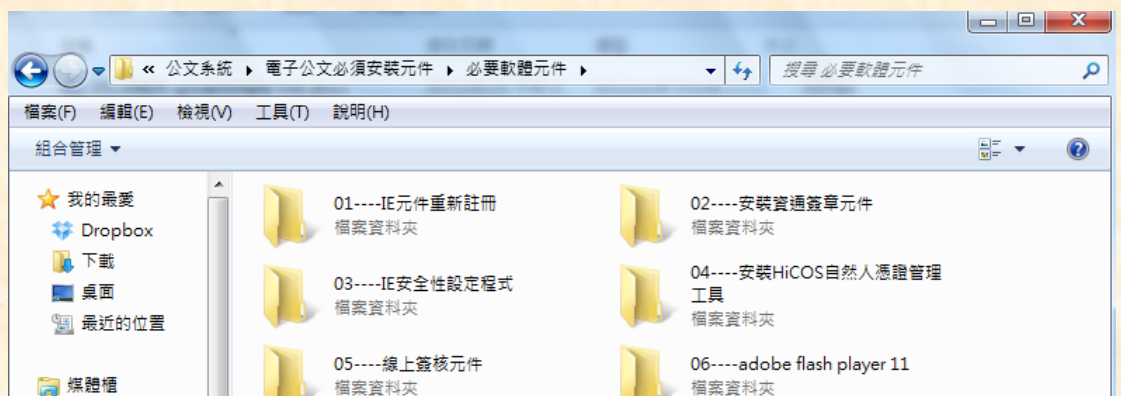 « 公文系統 ▸ 電子公文必須安裝元件 ▸ 必要軟體元件 ▸
搜尋 必要軟體元件
檔案(F) 編輯(E) 檢視(V) 工具(T) 說明(H)
組合管理
我的最愛
Dropbox
下載
桌面
最近的位置
媒體櫃
01----IE元件重新註冊
檔案資料夾
02----安裝資通簽章元件
檔案資料夾
03----IE安全性設定程式
檔案資料夾
04----安裝HiCOS自然人憑證管理
工具
檔案資料夾
05----線上簽核元件
檔案資料夾
06----adobe flash player 11
檔案資料夾